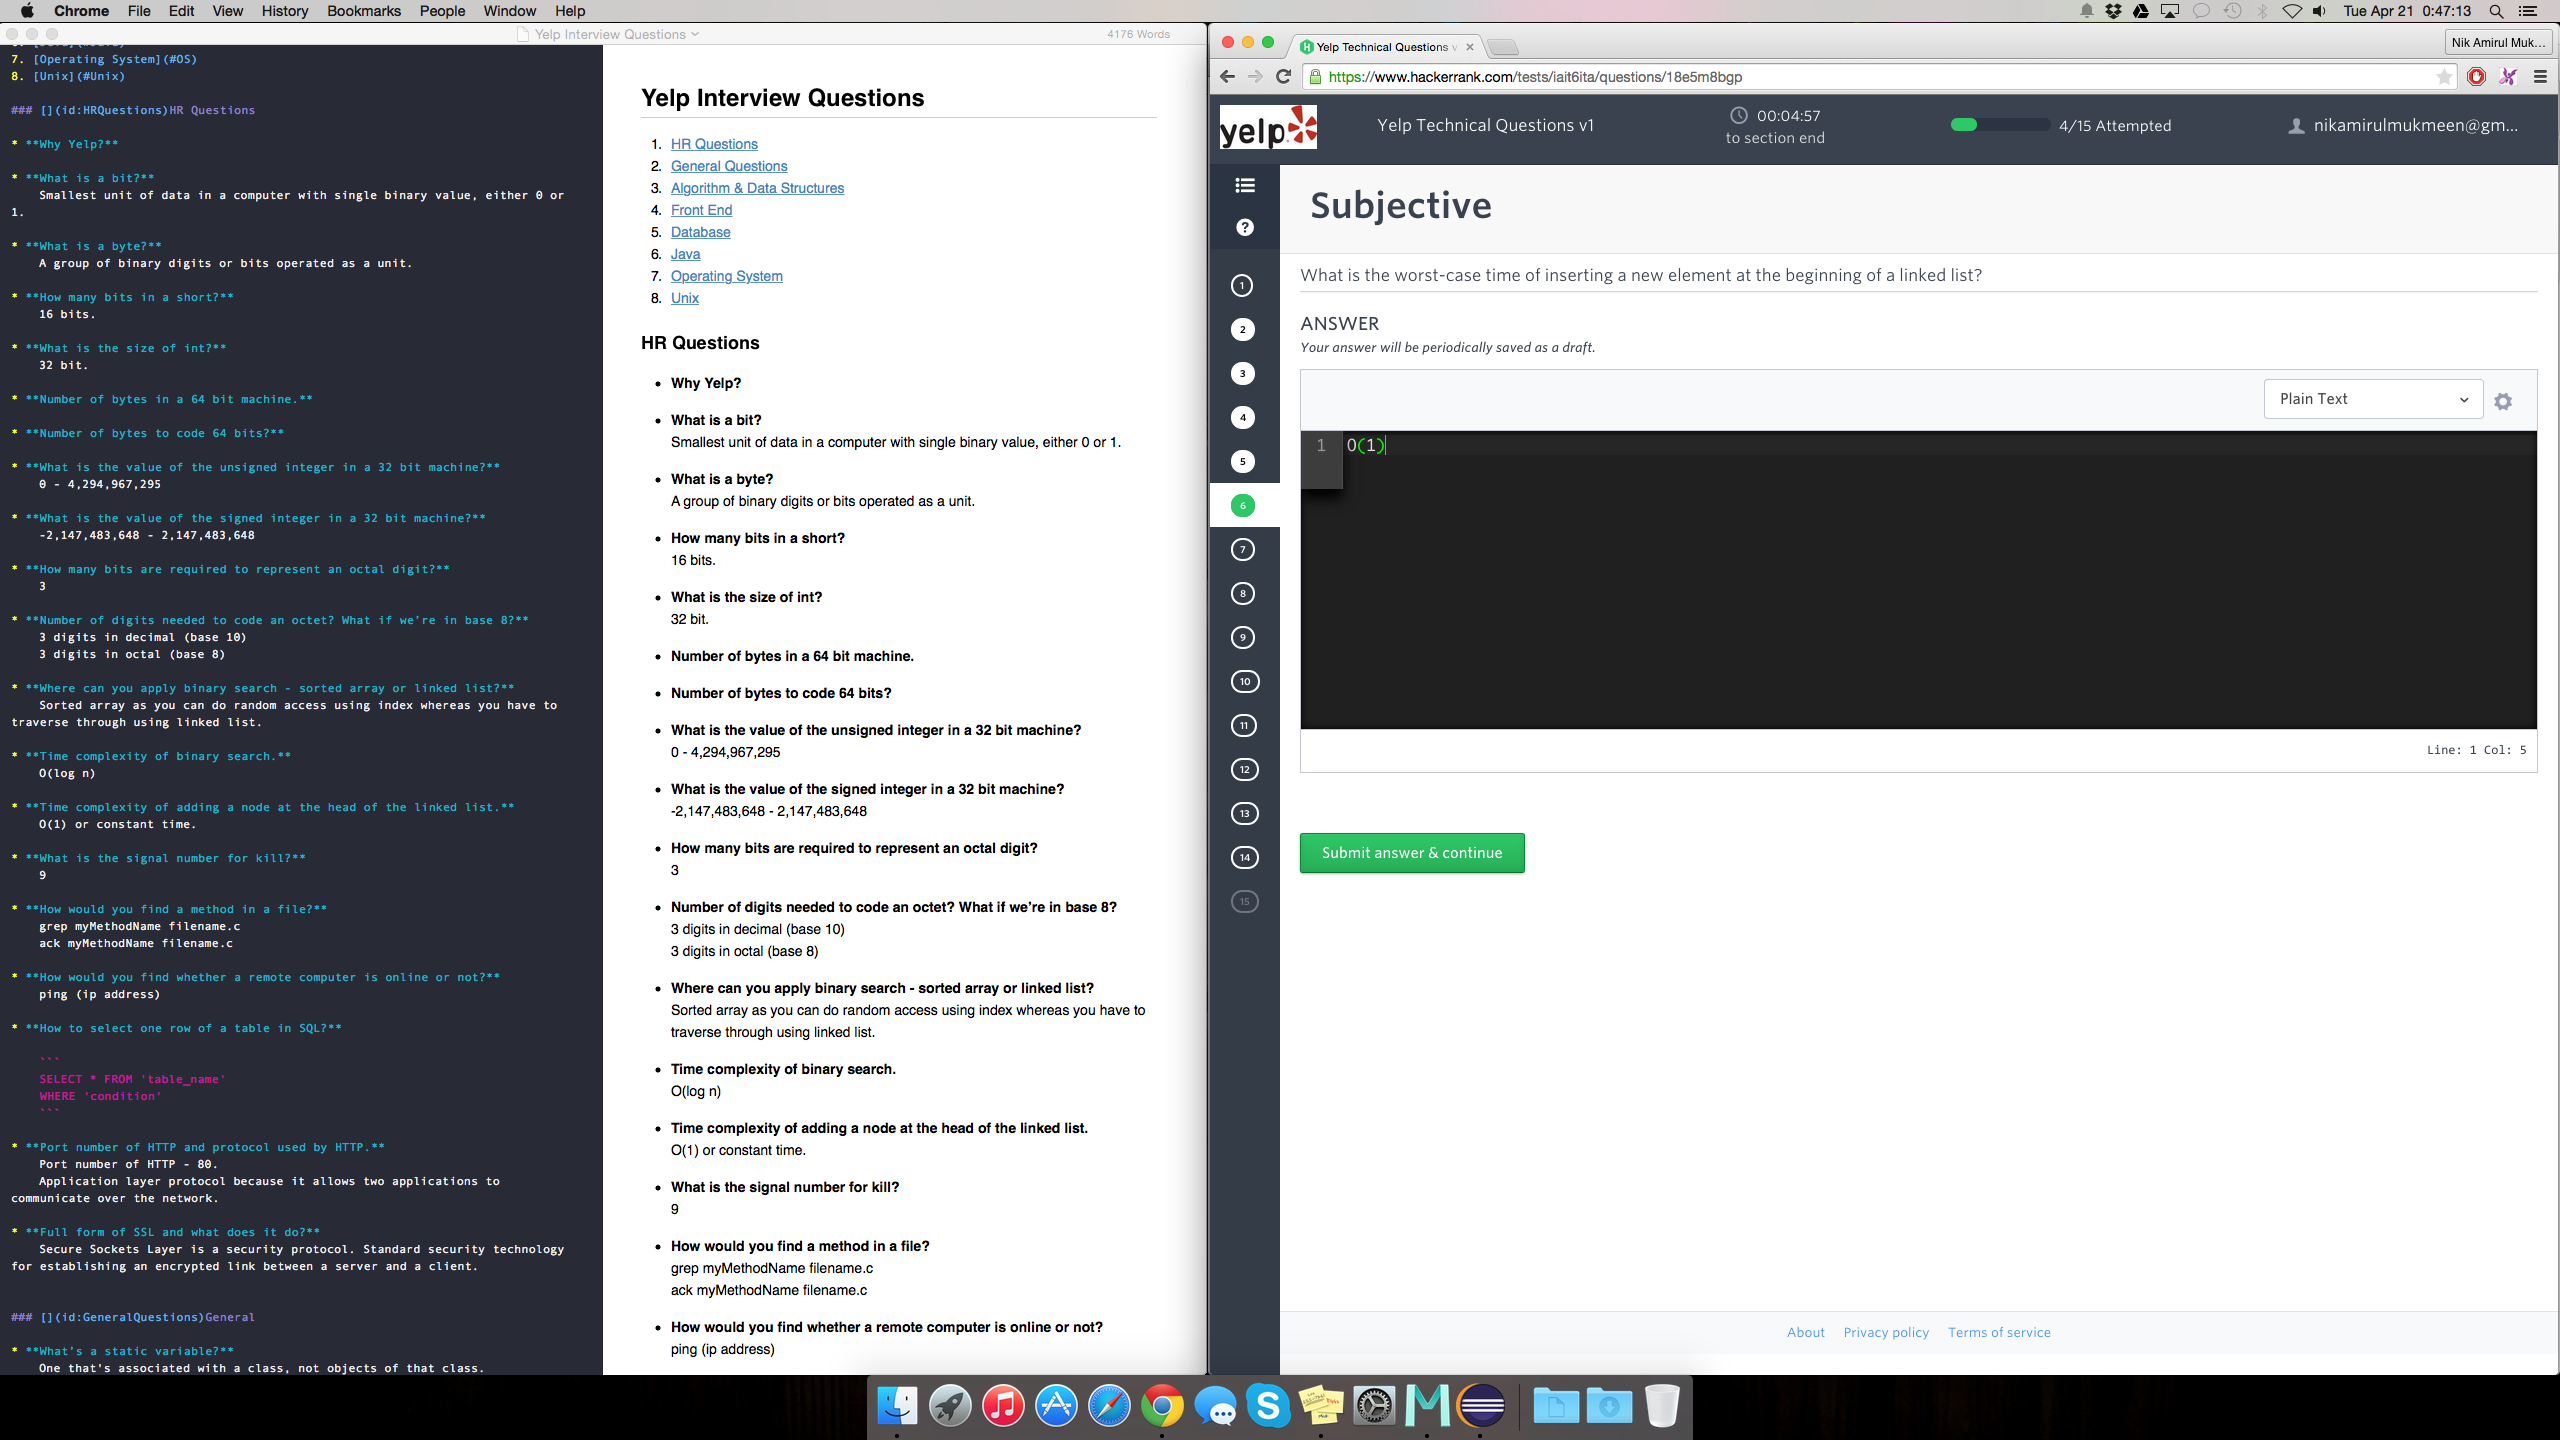 Chrome File Edit View History Bookmarks People Window Help
Tue Apr 21 0:47:13
Yelp Interview Questions
4176 Words
7. [Operating System](#OS)
8. [Unix](#Unix)
### [](id:HRQuestions)HR Questions
* **Why Yelp?**
* **What is a bit?**
Smallest unit of data in a computer with single binary value, either 0 or
1.
* **What is a byte?**
A group of binary digits or bits operated as a unit.
* **How many bits in a short?**
16 bits.
* **What is the size of int?**
32 bit.
* **Number of bytes in a 64 bit machine.**
* **Number of bytes to code 64 bits?**
* **What is the value of the unsigned integer in a 32 bit machine?**
0 - 4,294,967,295
* **What is the value of the signed integer in a 32 bit machine?**
-2,147,483,648 - 2,147,483,648
* **How many bits are required to represent an octal digit?**
3
* **Number of digits needed to code an octet? What if we're in base 8?**
3 digits in decimal (base 10)
3 digits in octal (base 8)
* **Where can you apply binary search - sorted array or linked list?**
Sorted array as you can do random access using index whereas you have to
traverse through using linked list.
* **Time complexity of binary search.**
O(log n)
* **Time complexity of adding a node at the head of the linked list.**
O(1) or constant time.
* **What is the signal number for kill?**
9
* **How would you find a method in a file?**
grep myMethodName filename.c
ack myMethodName filename.c
* **How would you find whether a remote computer is online or not?**
ping (ip address)
* **How to select one row of a table in SQL?**
```
SELECT * FROM 'table_name'
WHERE 'condition'
```
* **Port number of HTTP and protocol used by HTTP.**
Port number of HTTP - 80.
Application layer protocol because it allows two applications to
communicate over the network.
* **Full form of SSL and what does it do?**
Secure Sockets Layer is a security protocol. Standard security technology
for establishing an encrypted link between a server and a client.
### [](id:GeneralQuestions)General
* **What's a static variable?**
One that's associated with a class, not objects of that class.
Yelp Interview Questions
1. HR Questions
2. General Questions
3. Algorithm & Data Structures
4. Front End
5. Database
6. Java
7. Operating System
8. Unix
HR Questions
• Why Yelp?
• What is a bit?
Smallest unit of data in a computer with single binary value, either 0 or 1.
• What is a byte?
A group of binary digits or bits operated as a unit.
• How many bits in a short?
16 bits.
• What is the size of int?
32 bit.
• Number of bytes in a 64 bit machine.
• Number of bytes to code 64 bits?
• What is the value of the unsigned integer in a 32 bit machine?
0 - 4,294,967,295
• What is the value of the signed integer in a 32 bit machine?
-2,147,483,648 - 2,147,483,648
• How many bits are required to represent an octal digit?
3
• Number of digits needed to code an octet? What if we're in base 8?
3 digits in decimal (base 10)
3 digits in octal (base 8)
• Where can you apply binary search - sorted array or linked list?
Sorted array as you can do random access using index whereas you have to
traverse through using linked list.
• Time complexity of binary search.
O(log n)
• Time complexity of adding a node at the head of the linked list.
O(1) or constant time.
• What is the signal number for kill?
9
• How would you find a method in a file?
grep myMethodName filename.c
ack myMethodName filename.c
• How would you find whether a remote computer is online or not?
ping (ip address)
Yelp Technical Questions v
Nik Amirul Muk...
https://www.hackerrank.com/tests/iait6ita/questions/18e5m8bgp
yelp
Yelp Technical Questions v1
00:04:57
to section end
4/15 Attempted
nikamirulmukmeen@gm...
Subjective
What is the worst-case time of inserting a new element at the beginning of a linked list?
ANSWER
Your answer will be periodically saved as a draft.
Plain Text
1 O(1)
Line: 1 Col: 5
Submit answer & continue
1
2
3
4
5
6
7
8
9
10
11
12
13
14
15
About Privacy policy Terms of service